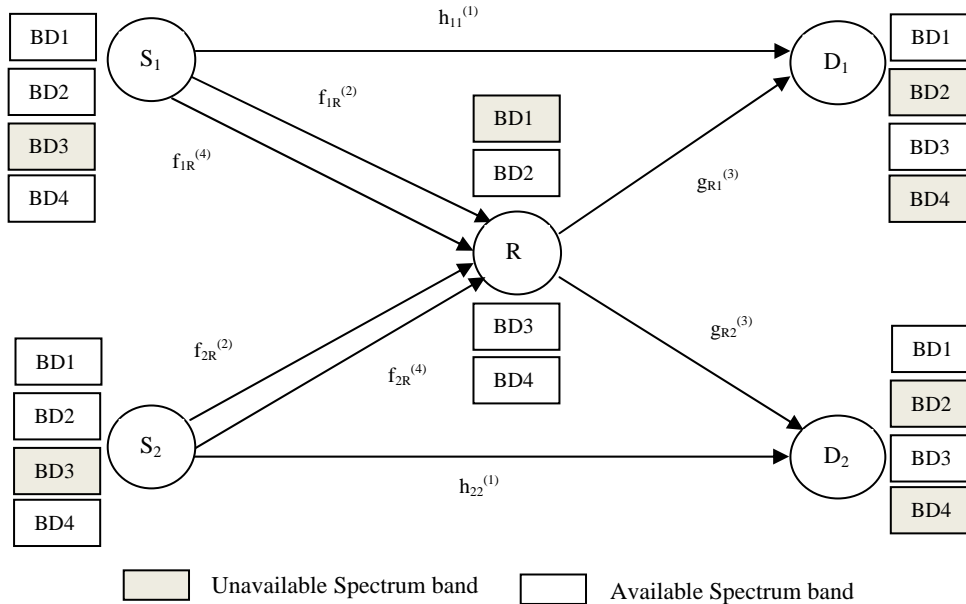 BD1
BD2
BD3
BD4
S₁
h₁₁⁽¹⁾
f₁R⁽²⁾
f₁R⁽⁴⁾
D₁
BD1
BD2
BD3
BD4
BD1
BD2
R
BD3
BD4
g_R1⁽³⁾
g_R2⁽³⁾
BD1
BD2
BD3
BD4
S₂
f₂R⁽²⁾
f₂R⁽⁴⁾
h₂₂⁽¹⁾
D₂
BD1
BD2
BD3
BD4
Unavailable Spectrum band
Available Spectrum band